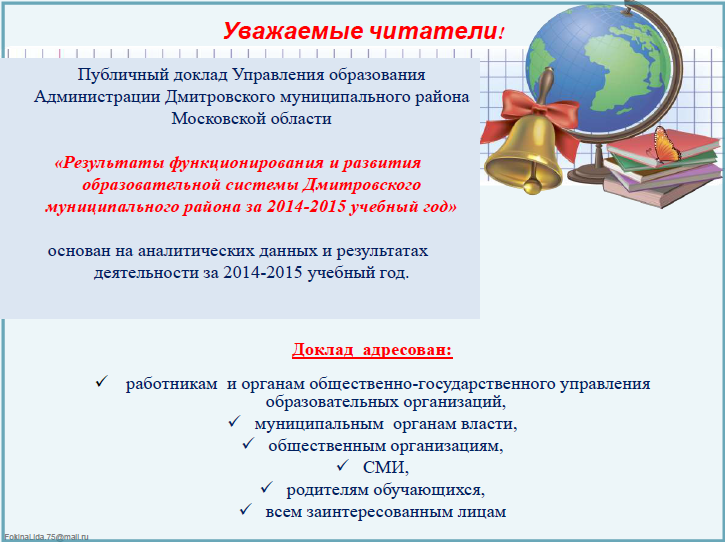 Уважаемые читатели!
Публичный доклад Управления образования
Администрации Дмитровского муниципального района
Московской области
«Результаты функционирования и развития
образовательной системы Дмитровского
муниципального района за 2014-2015 учебный год»
основан на аналитических данных и результатах
деятельности за 2014-2015 учебный год.
Доклад адресован:
✓ работникам и органам общественно-государственного управления
образовательных организаций,
✓ муниципальным органам власти,
✓ общественным организациям,
✓ СМИ,
✓ родителям обучающихся,
✓ всем заинтересованным лицам
FokinaLida.75@mail.ru